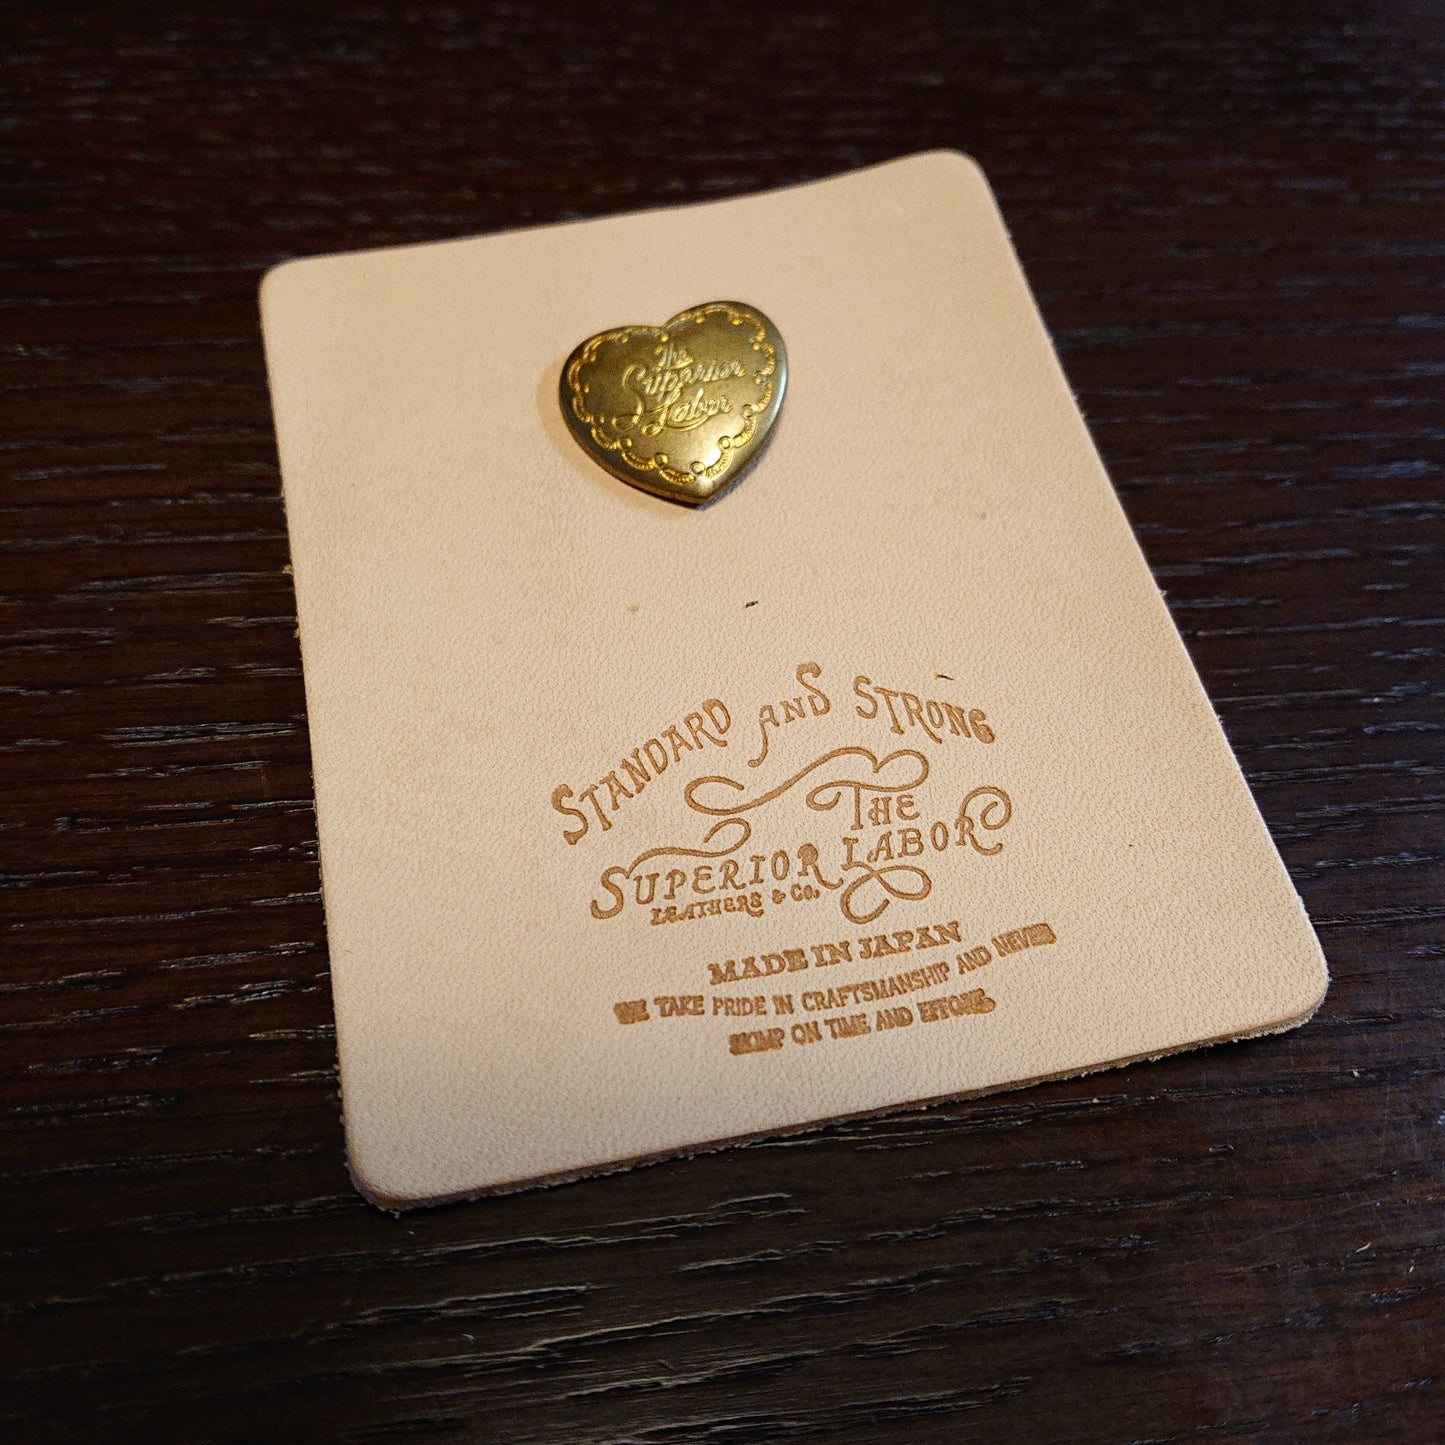 The
Superior
Labor
STANDARD AND STRONG
THE
SUPERIOR LABOR
LEATHERS & CO.
MADE IN JAPAN
WE TAKE PRIDE IN CRAFTSMANSHIP AND NEVER
SKIMP ON TIME AND EFFORTS